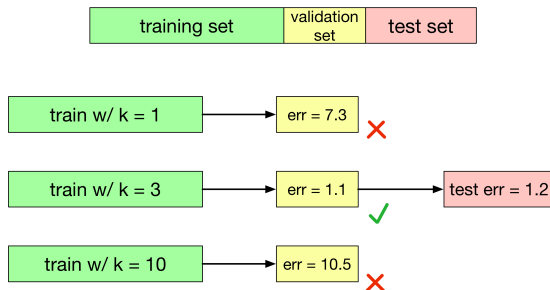 training set
validation
set
test set
train w/ k = 1
err = 7.3
train w/ k = 3
err = 1.1
test err = 1.2
train w/ k = 10
err = 10.5